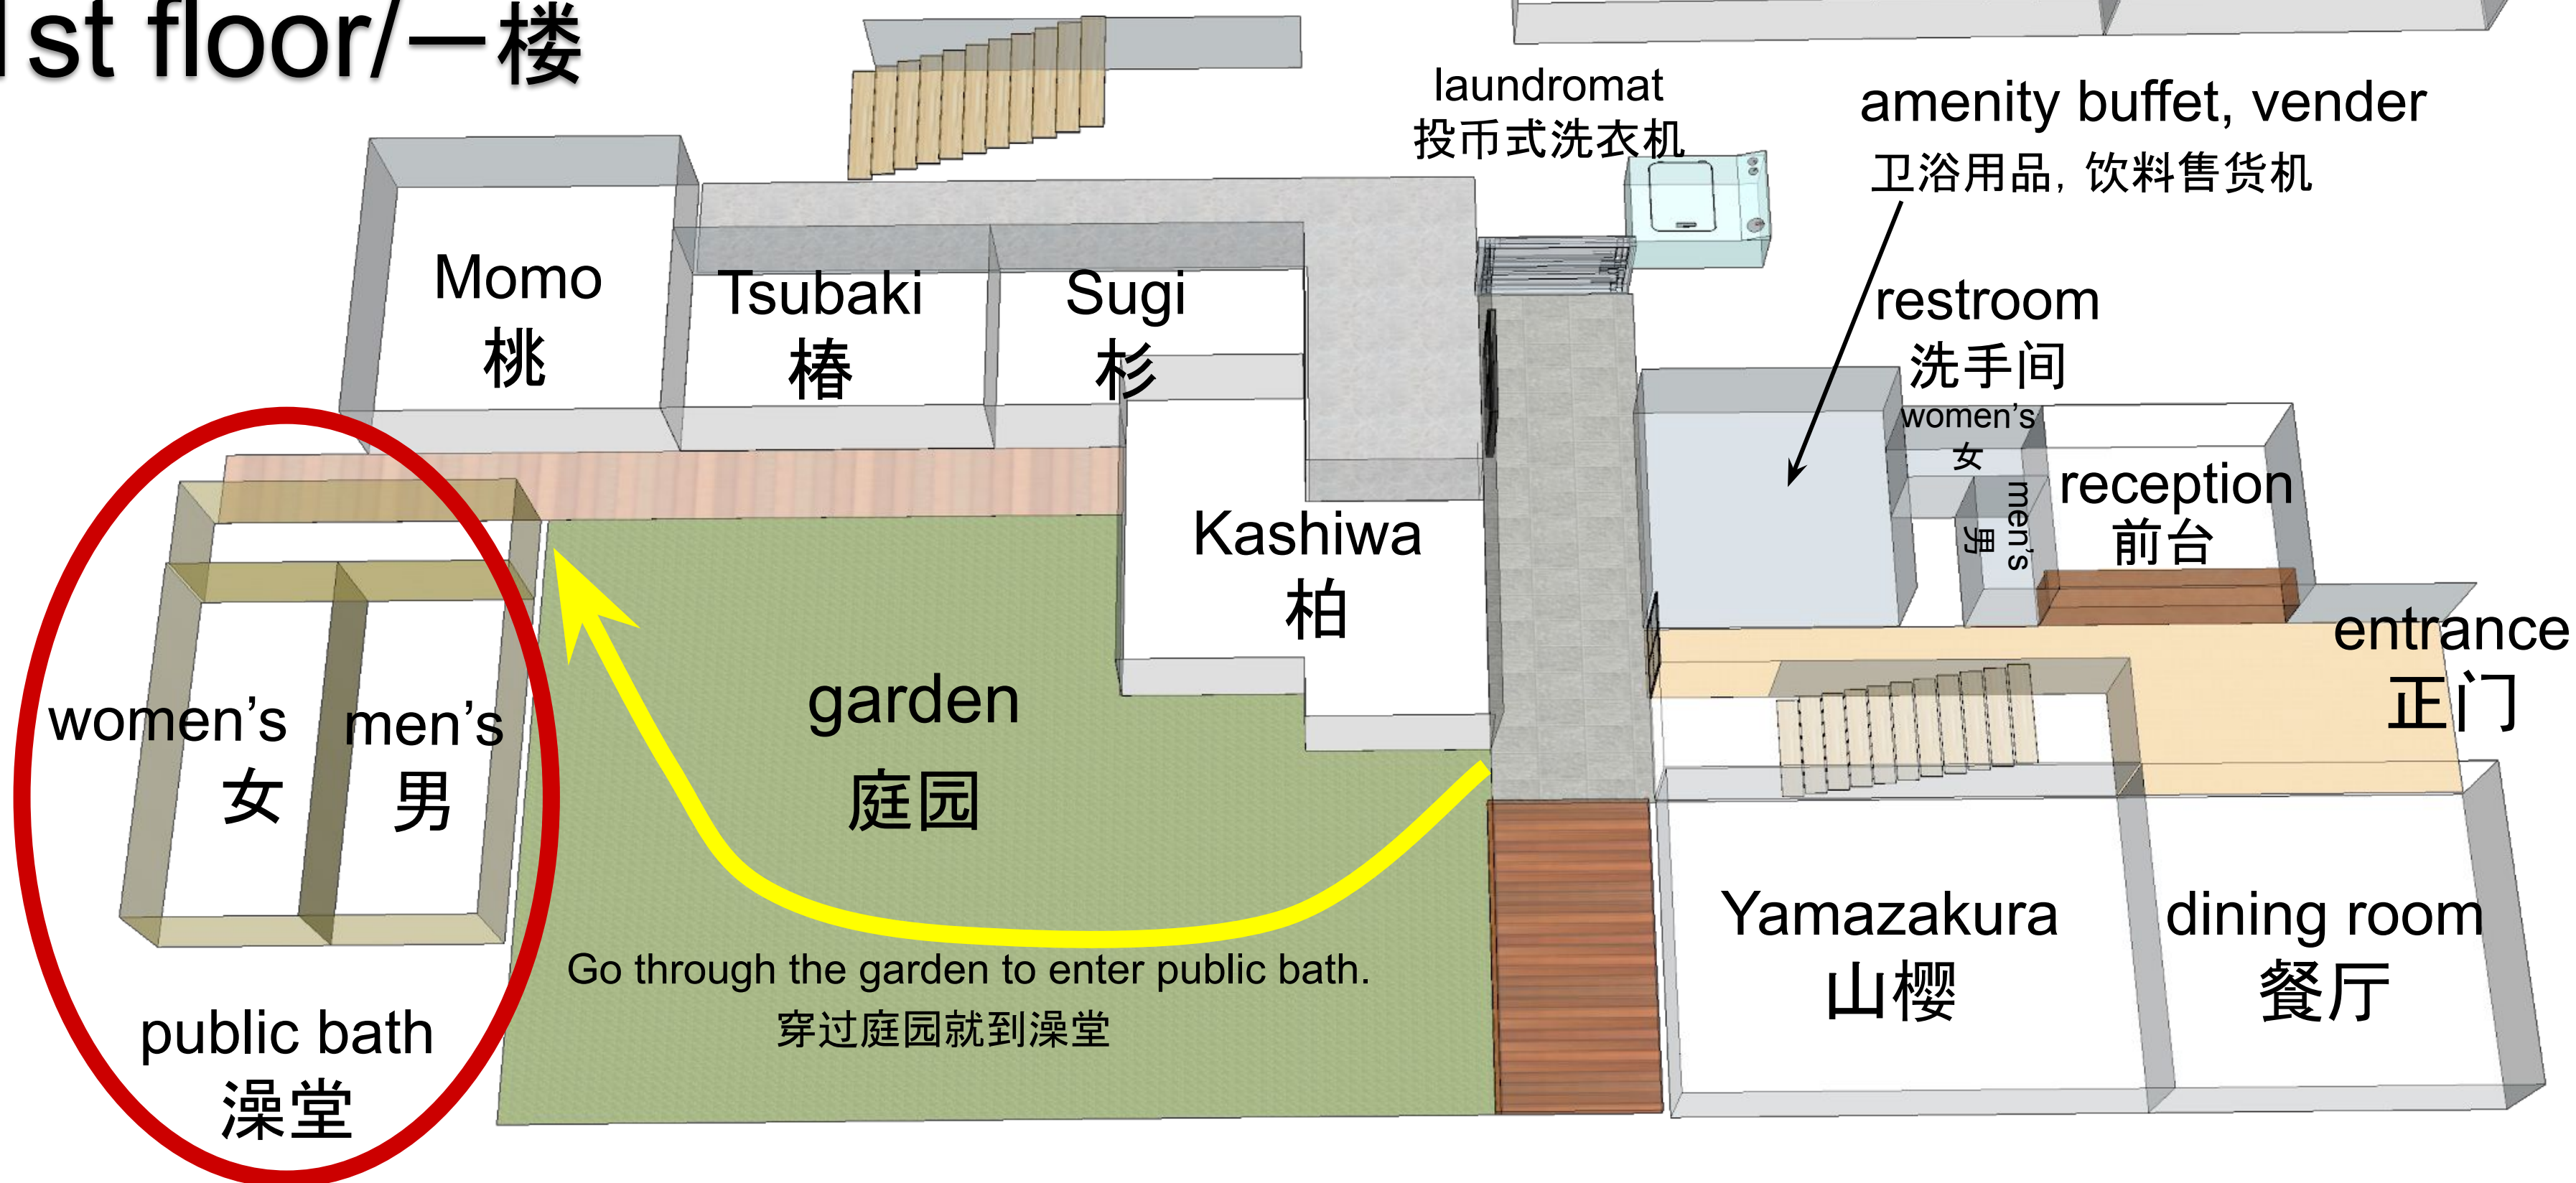 1st floor/一楼
laundromat
投币式洗衣机
amenity buffet, vender
卫浴用品, 饮料售货机
restroom
洗手间
women's
女
men's
男
reception
前台
entrance
正门
Momo
桃
Tsubaki
椿
Sugi
杉
Kashiwa
柏
garden
庭园
women's
女
men's
男
public bath
澡堂
Go through the garden to enter public bath.
穿过庭园就到澡堂
Yamazakura
山樱
dining room
餐厅